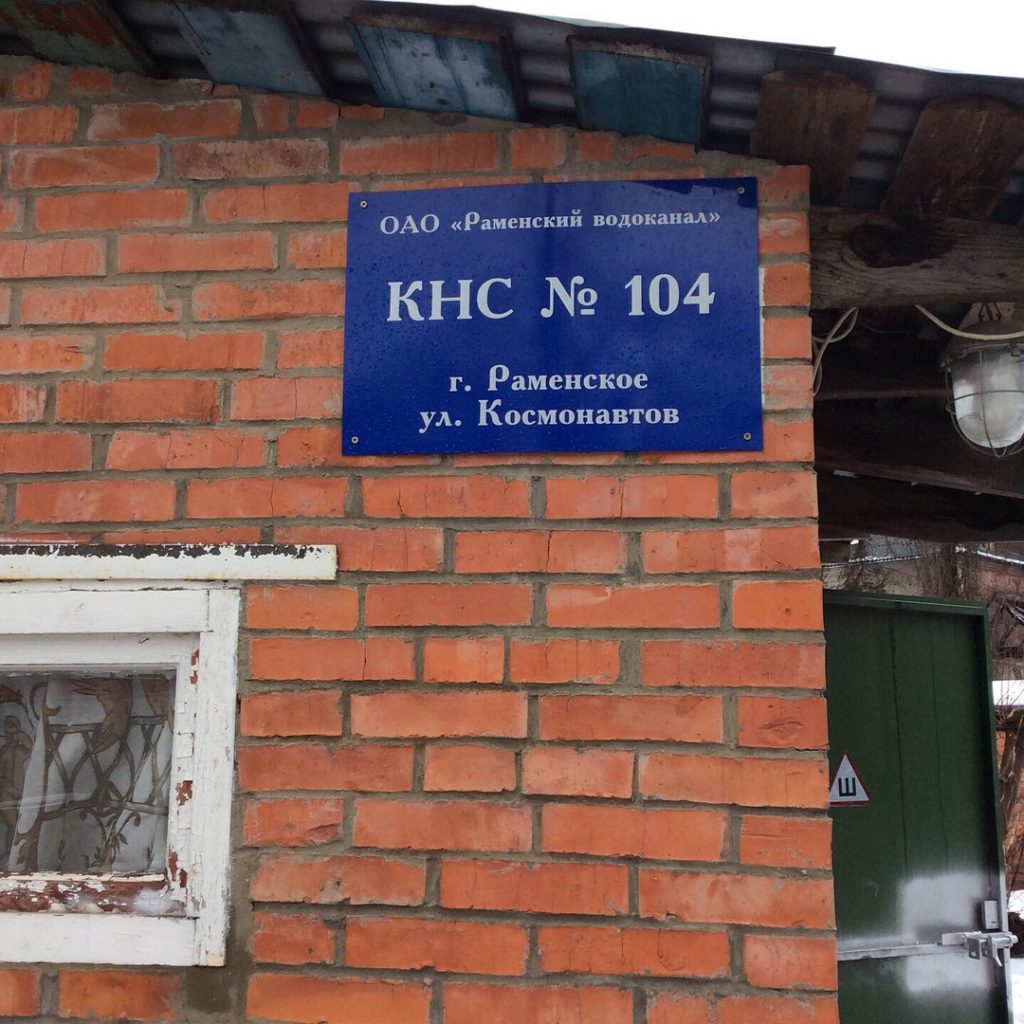 ОАО «Раменский водоканал»
КНС № 104
г. Раменское
ул. Космонавтов
Ш